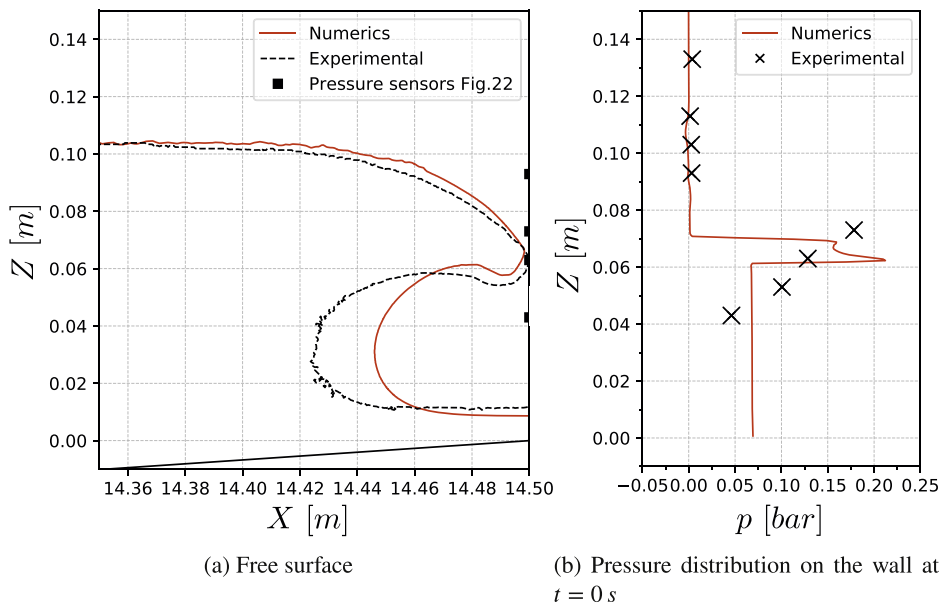 Numerics
Experimental
Pressure sensors Fig.22
0.14
0.12
0.10
0.08
0.06
0.04
0.02
0.00
Z [m]
14.36 14.38 14.40 14.42 14.44 14.46 14.48 14.50
X [m]
(a) Free surface
Numerics
Experimental
0.14
0.12
0.10
0.08
0.06
0.04
0.02
0.00
Z [m]
−0.05 0.00 0.05 0.10 0.15 0.20 0.25
p [bar]
(b) Pressure distribution on the wall at
t = 0 s